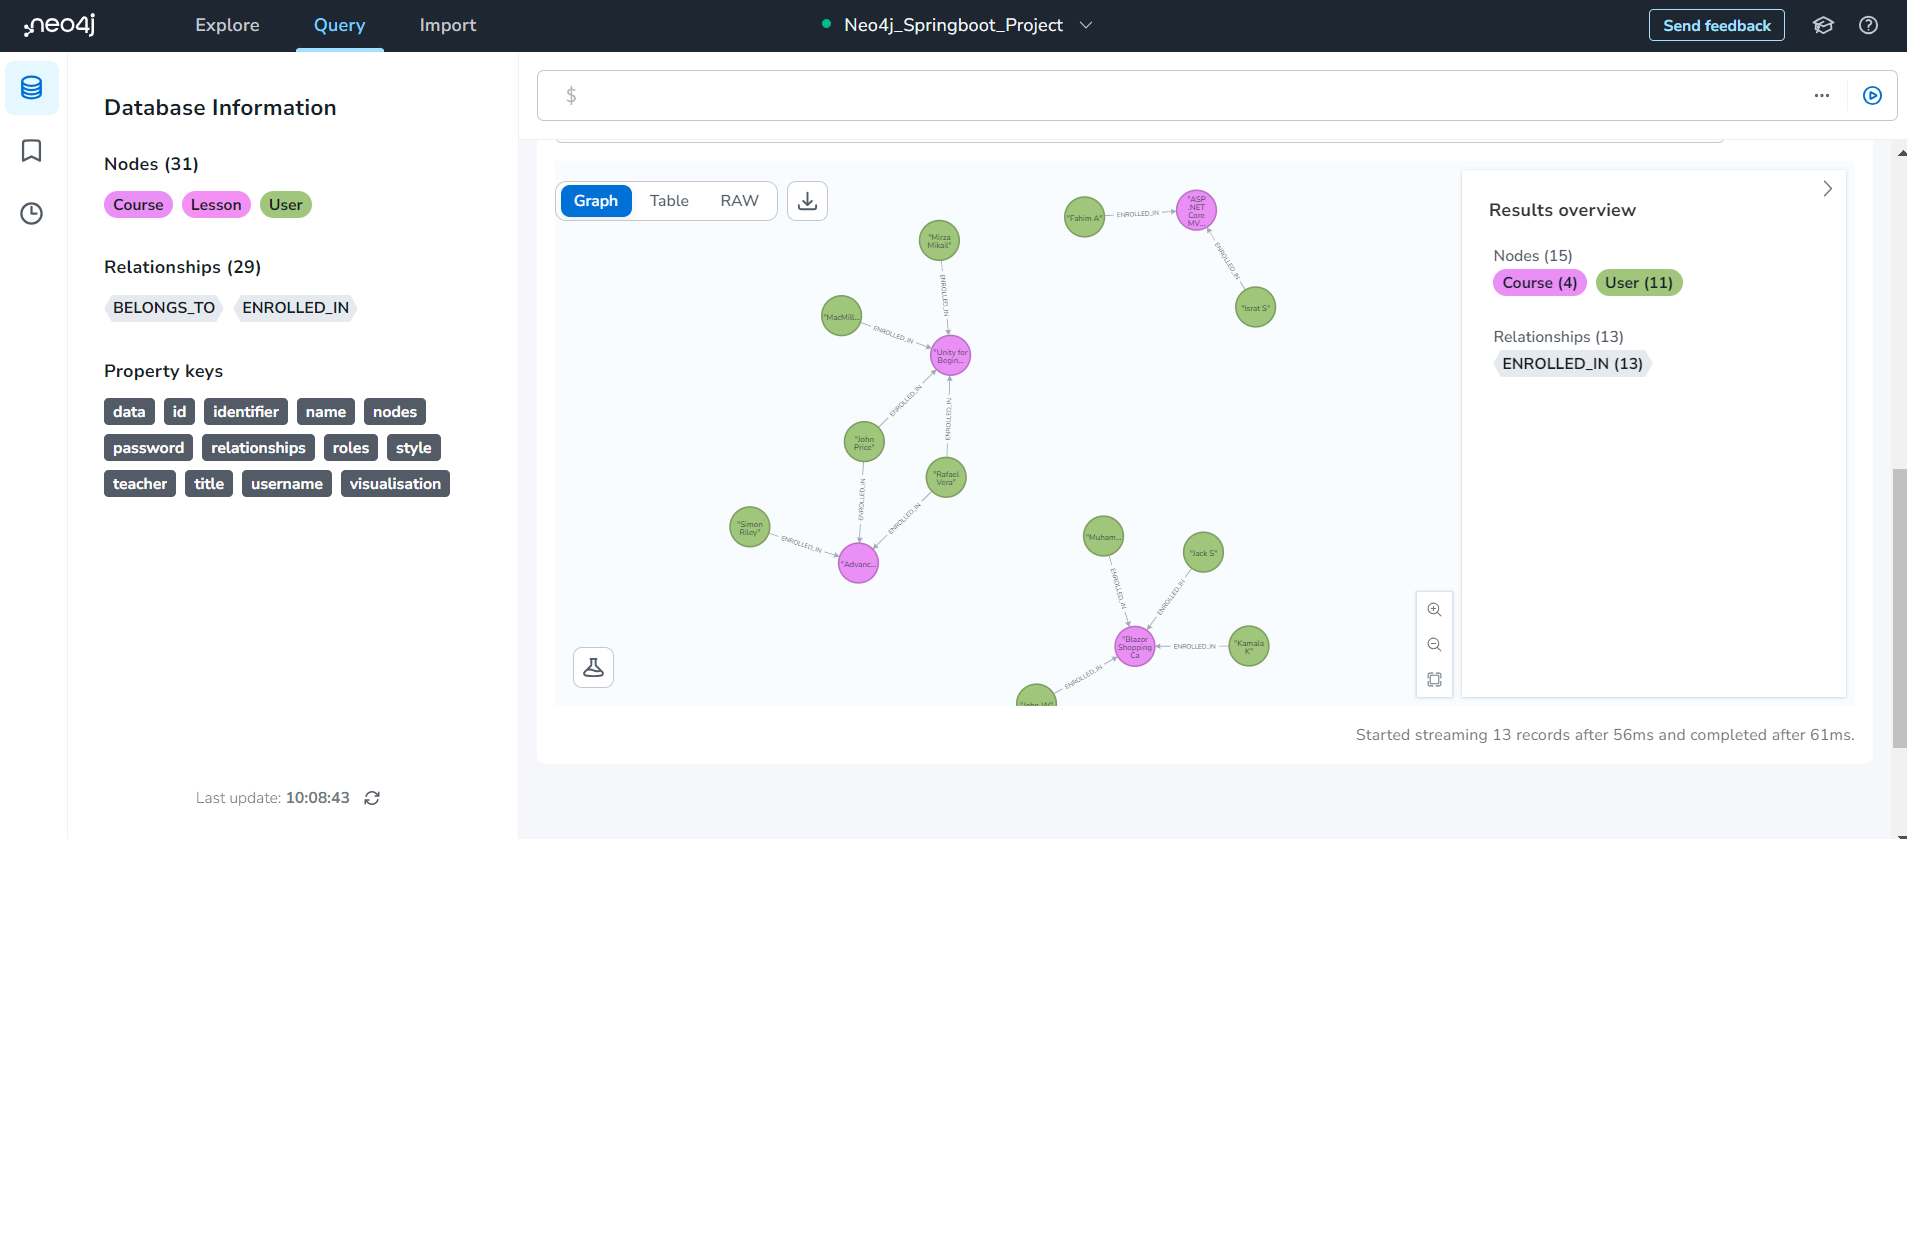 neo4j
Explore
Query
Import
Neo4j_Springboot_Project
Send feedback
Database Information
Nodes (31)
Course Lesson User
Relationships (29)
BELONGS_TO ENROLLED_IN
Property keys
data id identifier name nodes
password relationships roles style
teacher title username visualisation
Last update: 10:08:43
$
Graph Table RAW
"Mirza
Mikail"
ENROLLED_IN
"MacMill...
ENROLLED_IN
"Unity for
Begin...
ENROLLED_IN
ENROLLED_IN
"John
Price"
"Rafael
Vera"
ENROLLED_IN
ENROLLED_IN
"Simon
Riley"
ENROLLED_IN
"Advanc...
"Fahim A"
ENROLLED_IN
"ASP
.NET
Core
MV...
ENROLLED_IN
"Israt S"
"Muham...
"Jack S"
ENROLLED_IN
ENROLLED_IN
"Blazor
Shopping
Ca
ENROLLED_IN
"Kamala
K"
ENROLLED_IN
"John W"
Results overview
Nodes (15)
Course (4) User (11)
Relationships (13)
ENROLLED_IN (13)
Started streaming 13 records after 56ms and completed after 61ms.